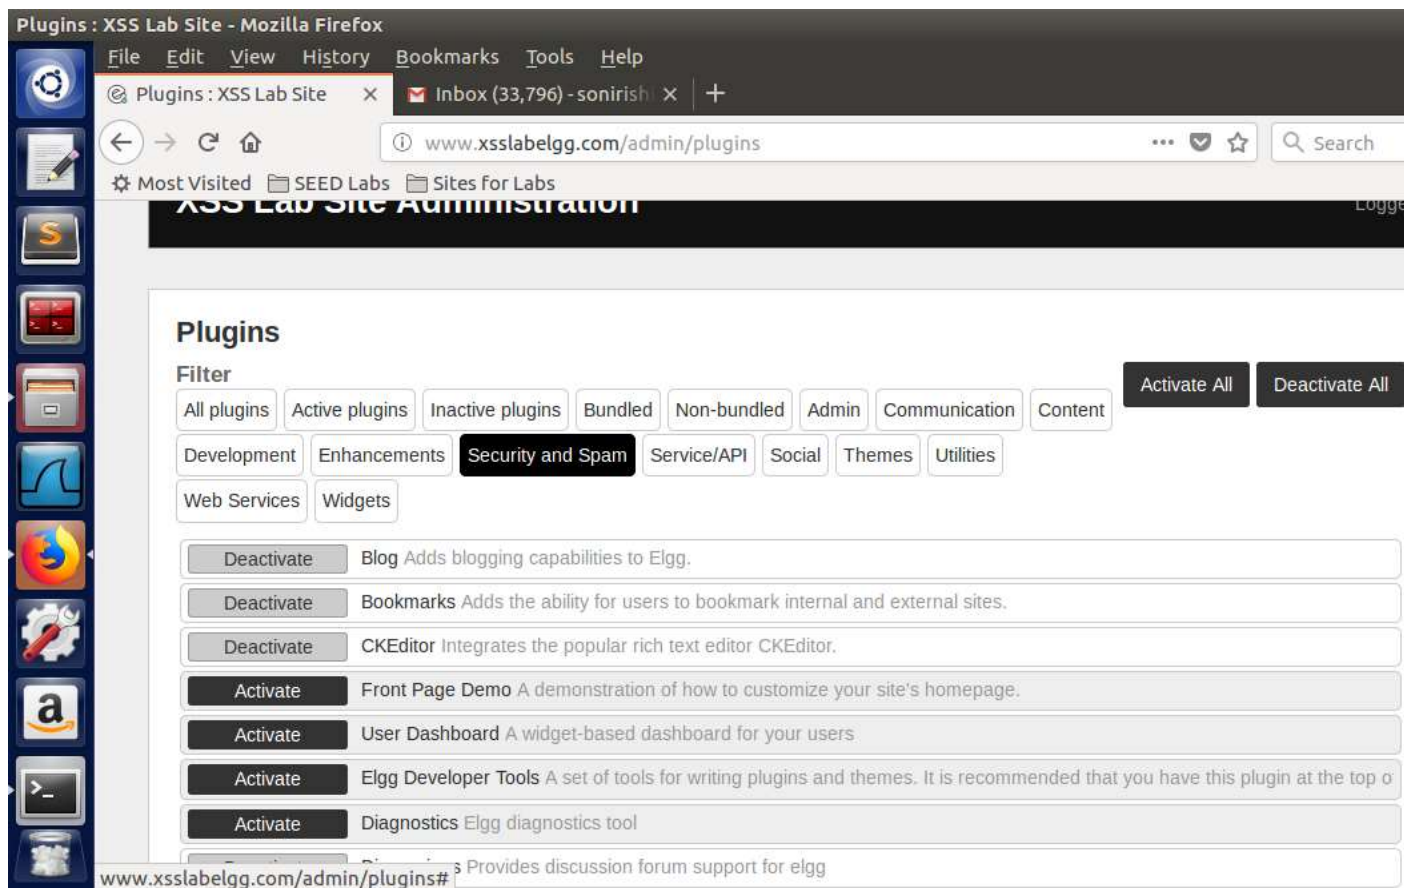 Plugins : XSS Lab Site - Mozilla Firefox
File Edit View History Bookmarks Tools Help
Plugins : XSS Lab Site Inbox (33,796) - sonirish
www.xsslabelgg.com/admin/plugins Search
Most Visited SEED Labs Sites for Labs
XSS Lab Site Administration
Plugins
Filter
Activate All Deactivate All
All plugins Active plugins Inactive plugins Bundled Non-bundled Admin Communication Content
Development Enhancements Security and Spam Service/API Social Themes Utilities
Web Services Widgets
Deactivate Blog Adds blogging capabilities to Elgg.
Deactivate Bookmarks Adds the ability for users to bookmark internal and external sites.
Deactivate CKEditor Integrates the popular rich text editor CKEditor.
Activate Front Page Demo A demonstration of how to customize your site's homepage.
Activate User Dashboard A widget-based dashboard for your users
Activate Elgg Developer Tools A set of tools for writing plugins and themes. It is recommended that you have this plugin at the top o
Activate Diagnostics Elgg diagnostics tool
Provides discussion forum support for elgg
www.xsslabelgg.com/admin/plugins#